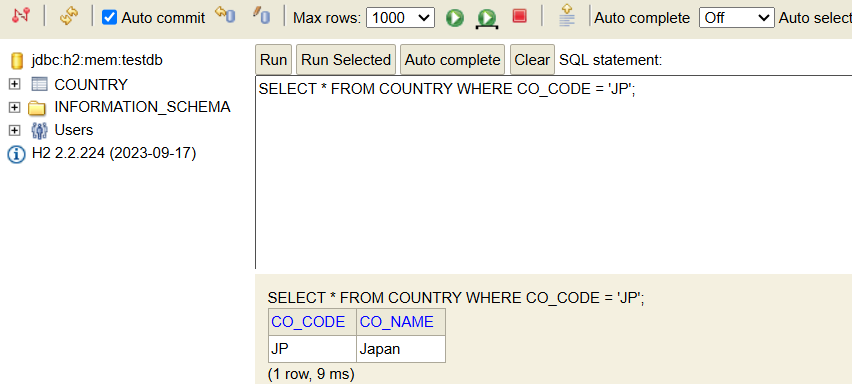 Auto commit Max rows: 1000 Auto complete Off Auto select
jdbc:h2:mem:testdb
COUNTRY
INFORMATION_SCHEMA
Users
H2 2.2.224 (2023-09-17)
Run Run Selected Auto complete Clear SQL statement:
SELECT * FROM COUNTRY WHERE CO_CODE = 'JP';
SELECT * FROM COUNTRY WHERE CO_CODE = 'JP';
CO_CODE CO_NAME
JP Japan
(1 row, 9 ms)